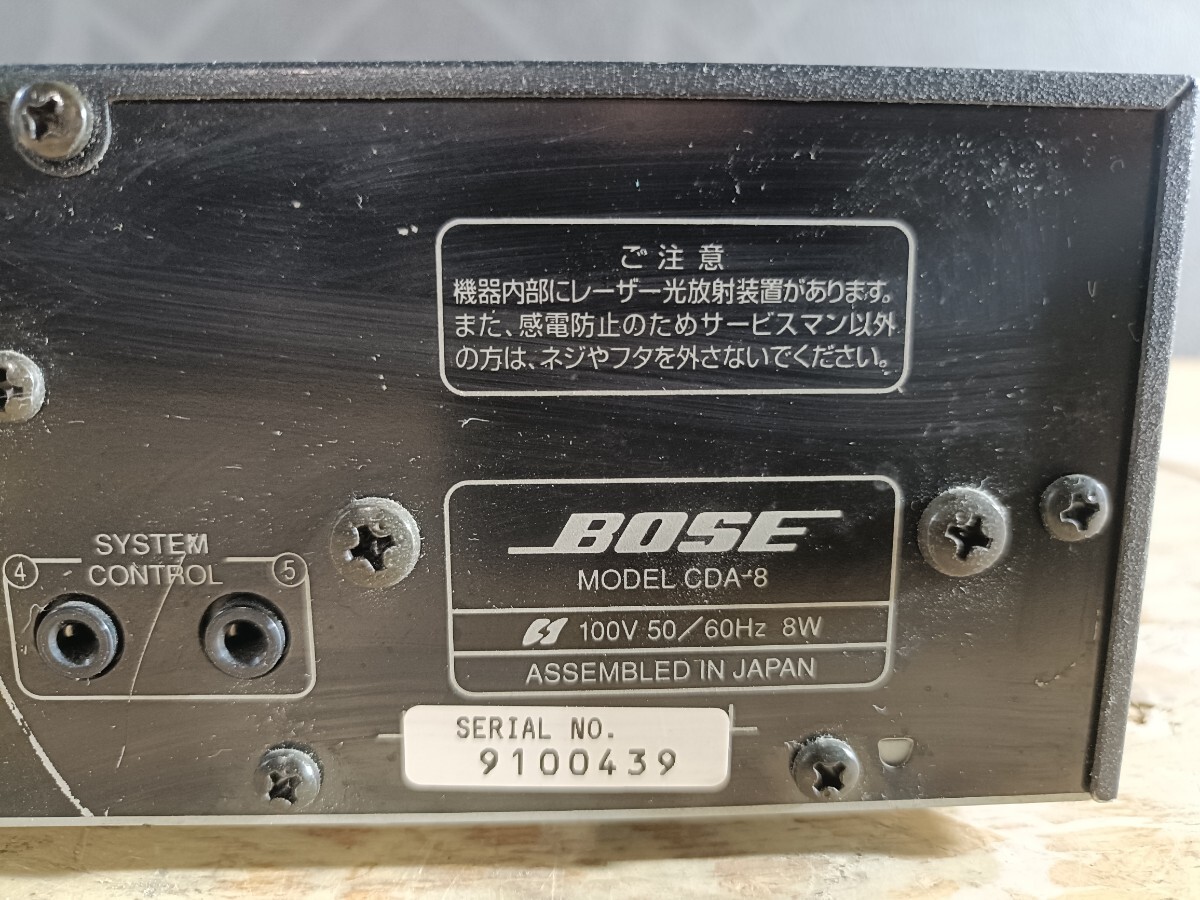 ご注意
機器内部にレーザー光放射装置があります。
また、感電防止のためサービスマン以外
の方は、ネジやフタを外さないでください。
SYSTEM
CONTROL
4
5
BOSE
MODEL CDA-8
100V 50/60Hz 8W
ASSEMBLED IN JAPAN
SERIAL NO.
9100439